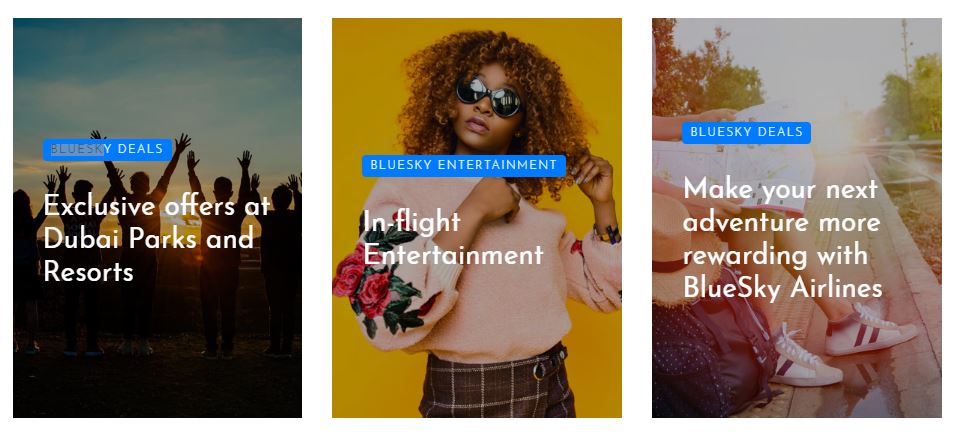 BLUESKY DEALS
Exclusive offers at
Dubai Parks and
Resorts
BLUESKY ENTERTAINMENT
In-flight
Entertainment
BLUESKY DEALS
Make your next
adventure more
rewarding with
BlueSky Airlines